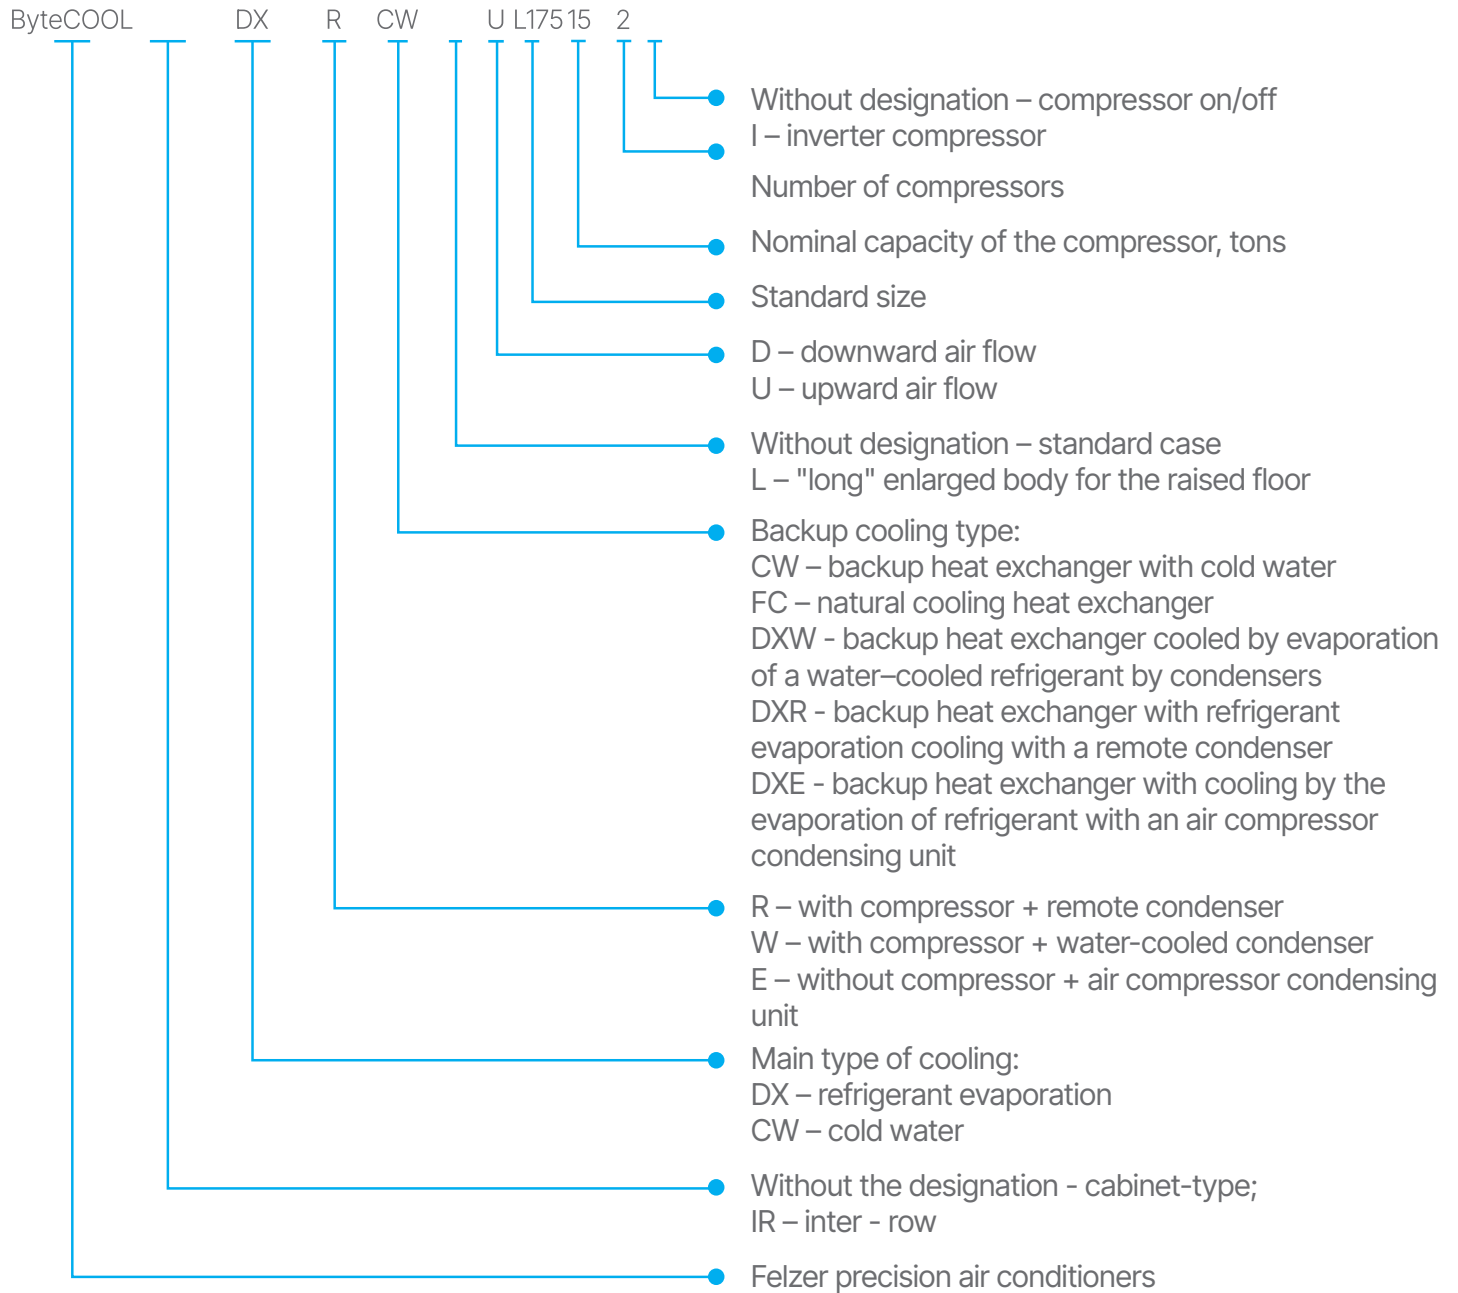 ByteCOOL DX R CW U L175 15 2
Without designation – compressor on/off
I – inverter compressor
Number of compressors
Nominal capacity of the compressor, tons
Standard size
D – downward air flow
U – upward air flow
Without designation – standard case
L – "long" enlarged body for the raised floor
Backup cooling type:
CW – backup heat exchanger with cold water
FC – natural cooling heat exchanger
DXW - backup heat exchanger cooled by evaporation
of a water–cooled refrigerant by condensers
DXR - backup heat exchanger with refrigerant
evaporation cooling with a remote condenser
DXE - backup heat exchanger with cooling by the
evaporation of refrigerant with an air compressor
condensing unit
R – with compressor + remote condenser
W – with compressor + water-cooled condenser
E – without compressor + air compressor condensing
unit
Main type of cooling:
DX – refrigerant evaporation
CW – cold water
Without the designation - cabinet-type;
IR – inter - row
Felzer precision air conditioners